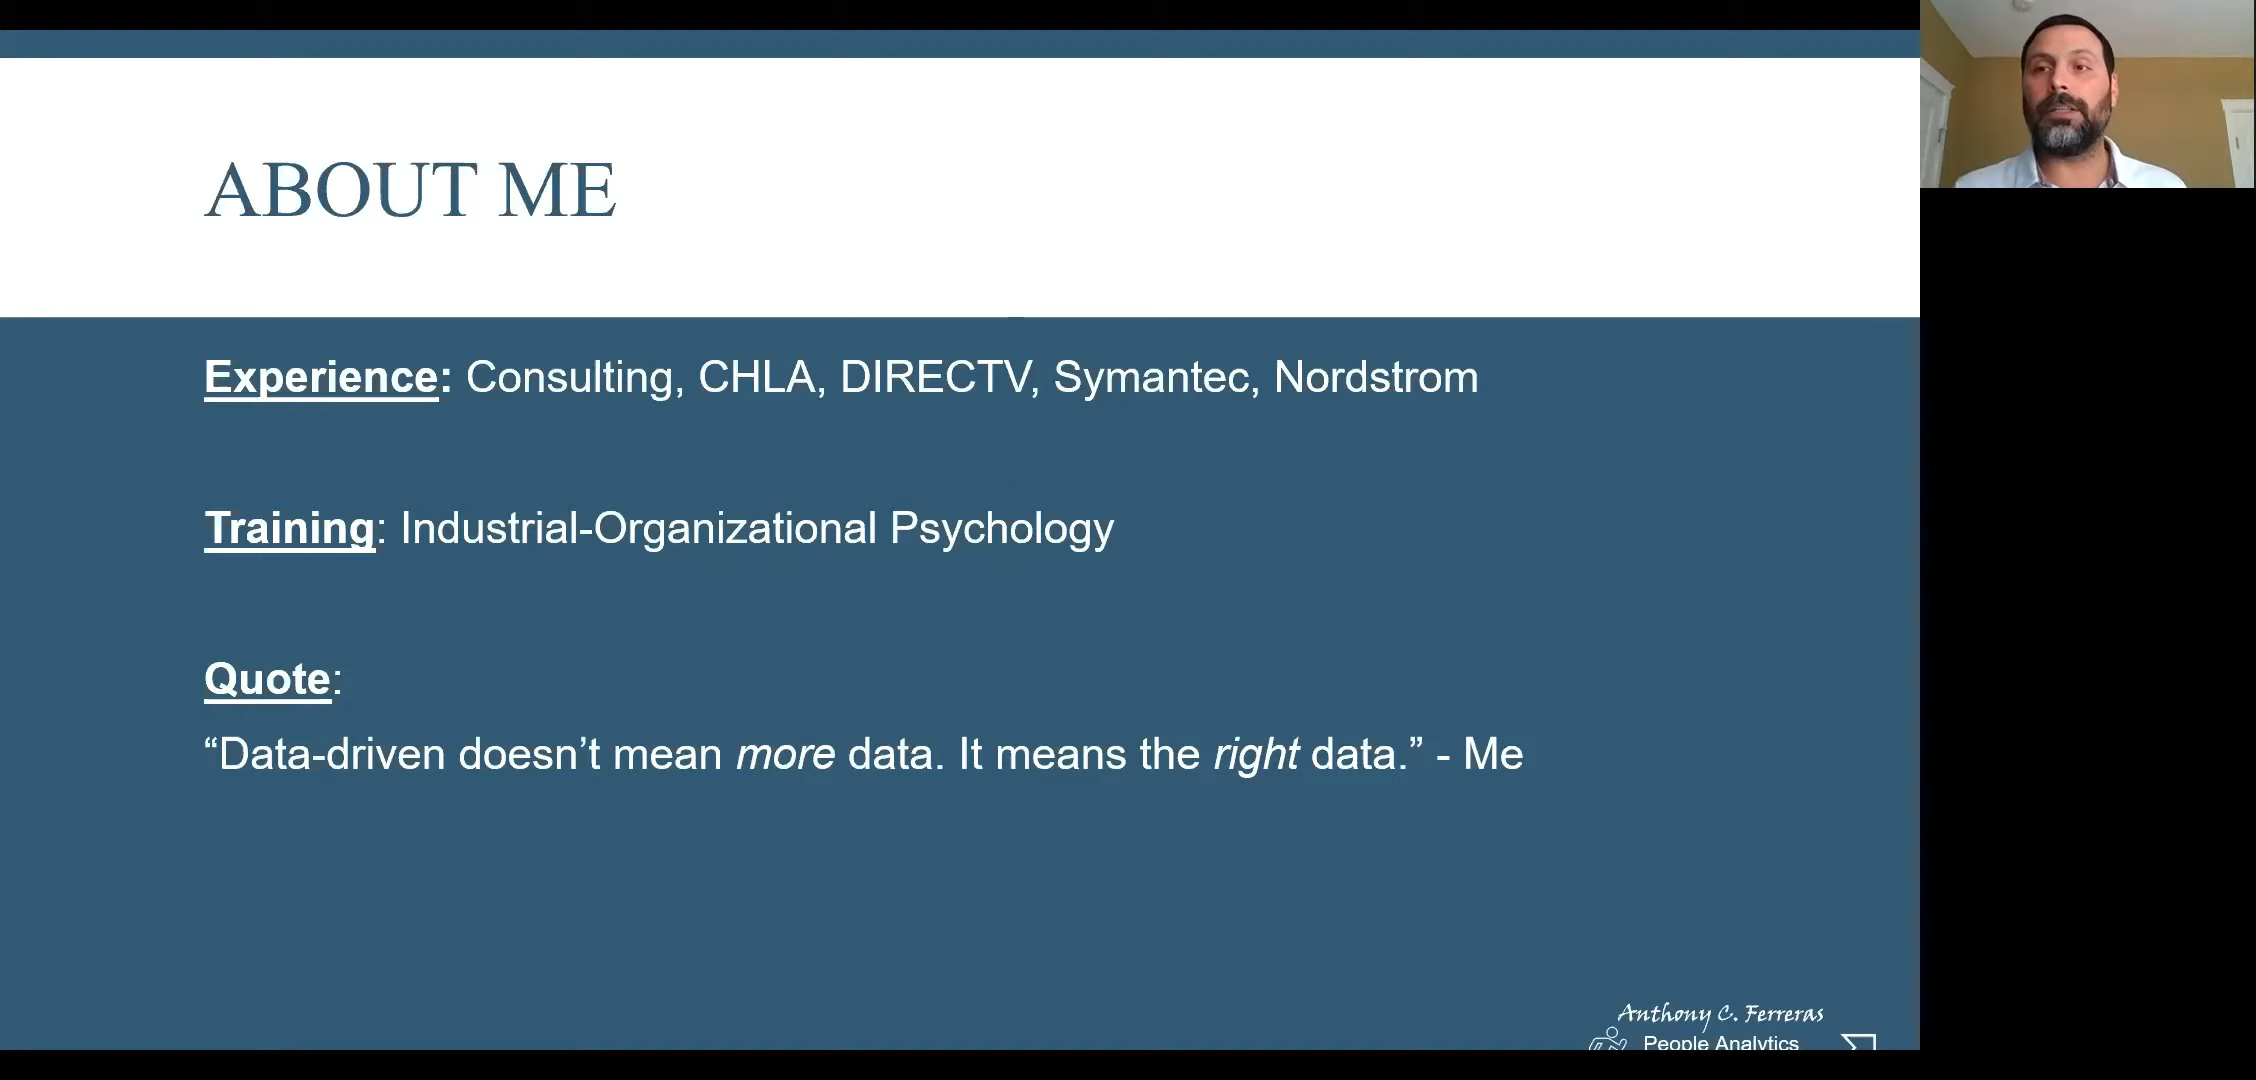 ABOUT ME
Experience: Consulting, CHLA, DIRECTV, Symantec, Nordstrom
Training: Industrial-Organizational Psychology
Quote:
“Data-driven doesn’t mean more data. It means the right data.” - Me
Anthony C. Ferreras
People Analytics